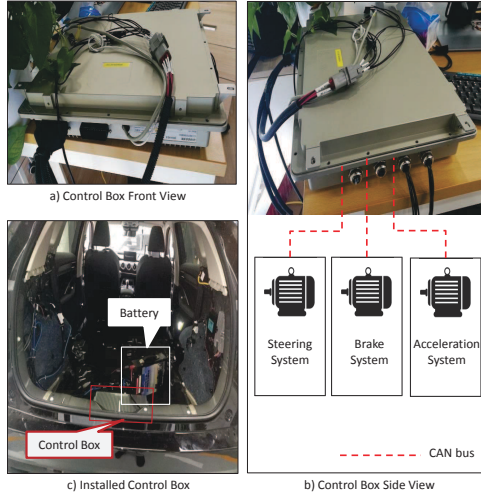 a) Control Box Front View
Battery
Control Box
c) Installed Control Box
Steering
System
Brake
System
Acceleration
System
CAN bus
b) Control Box Side View